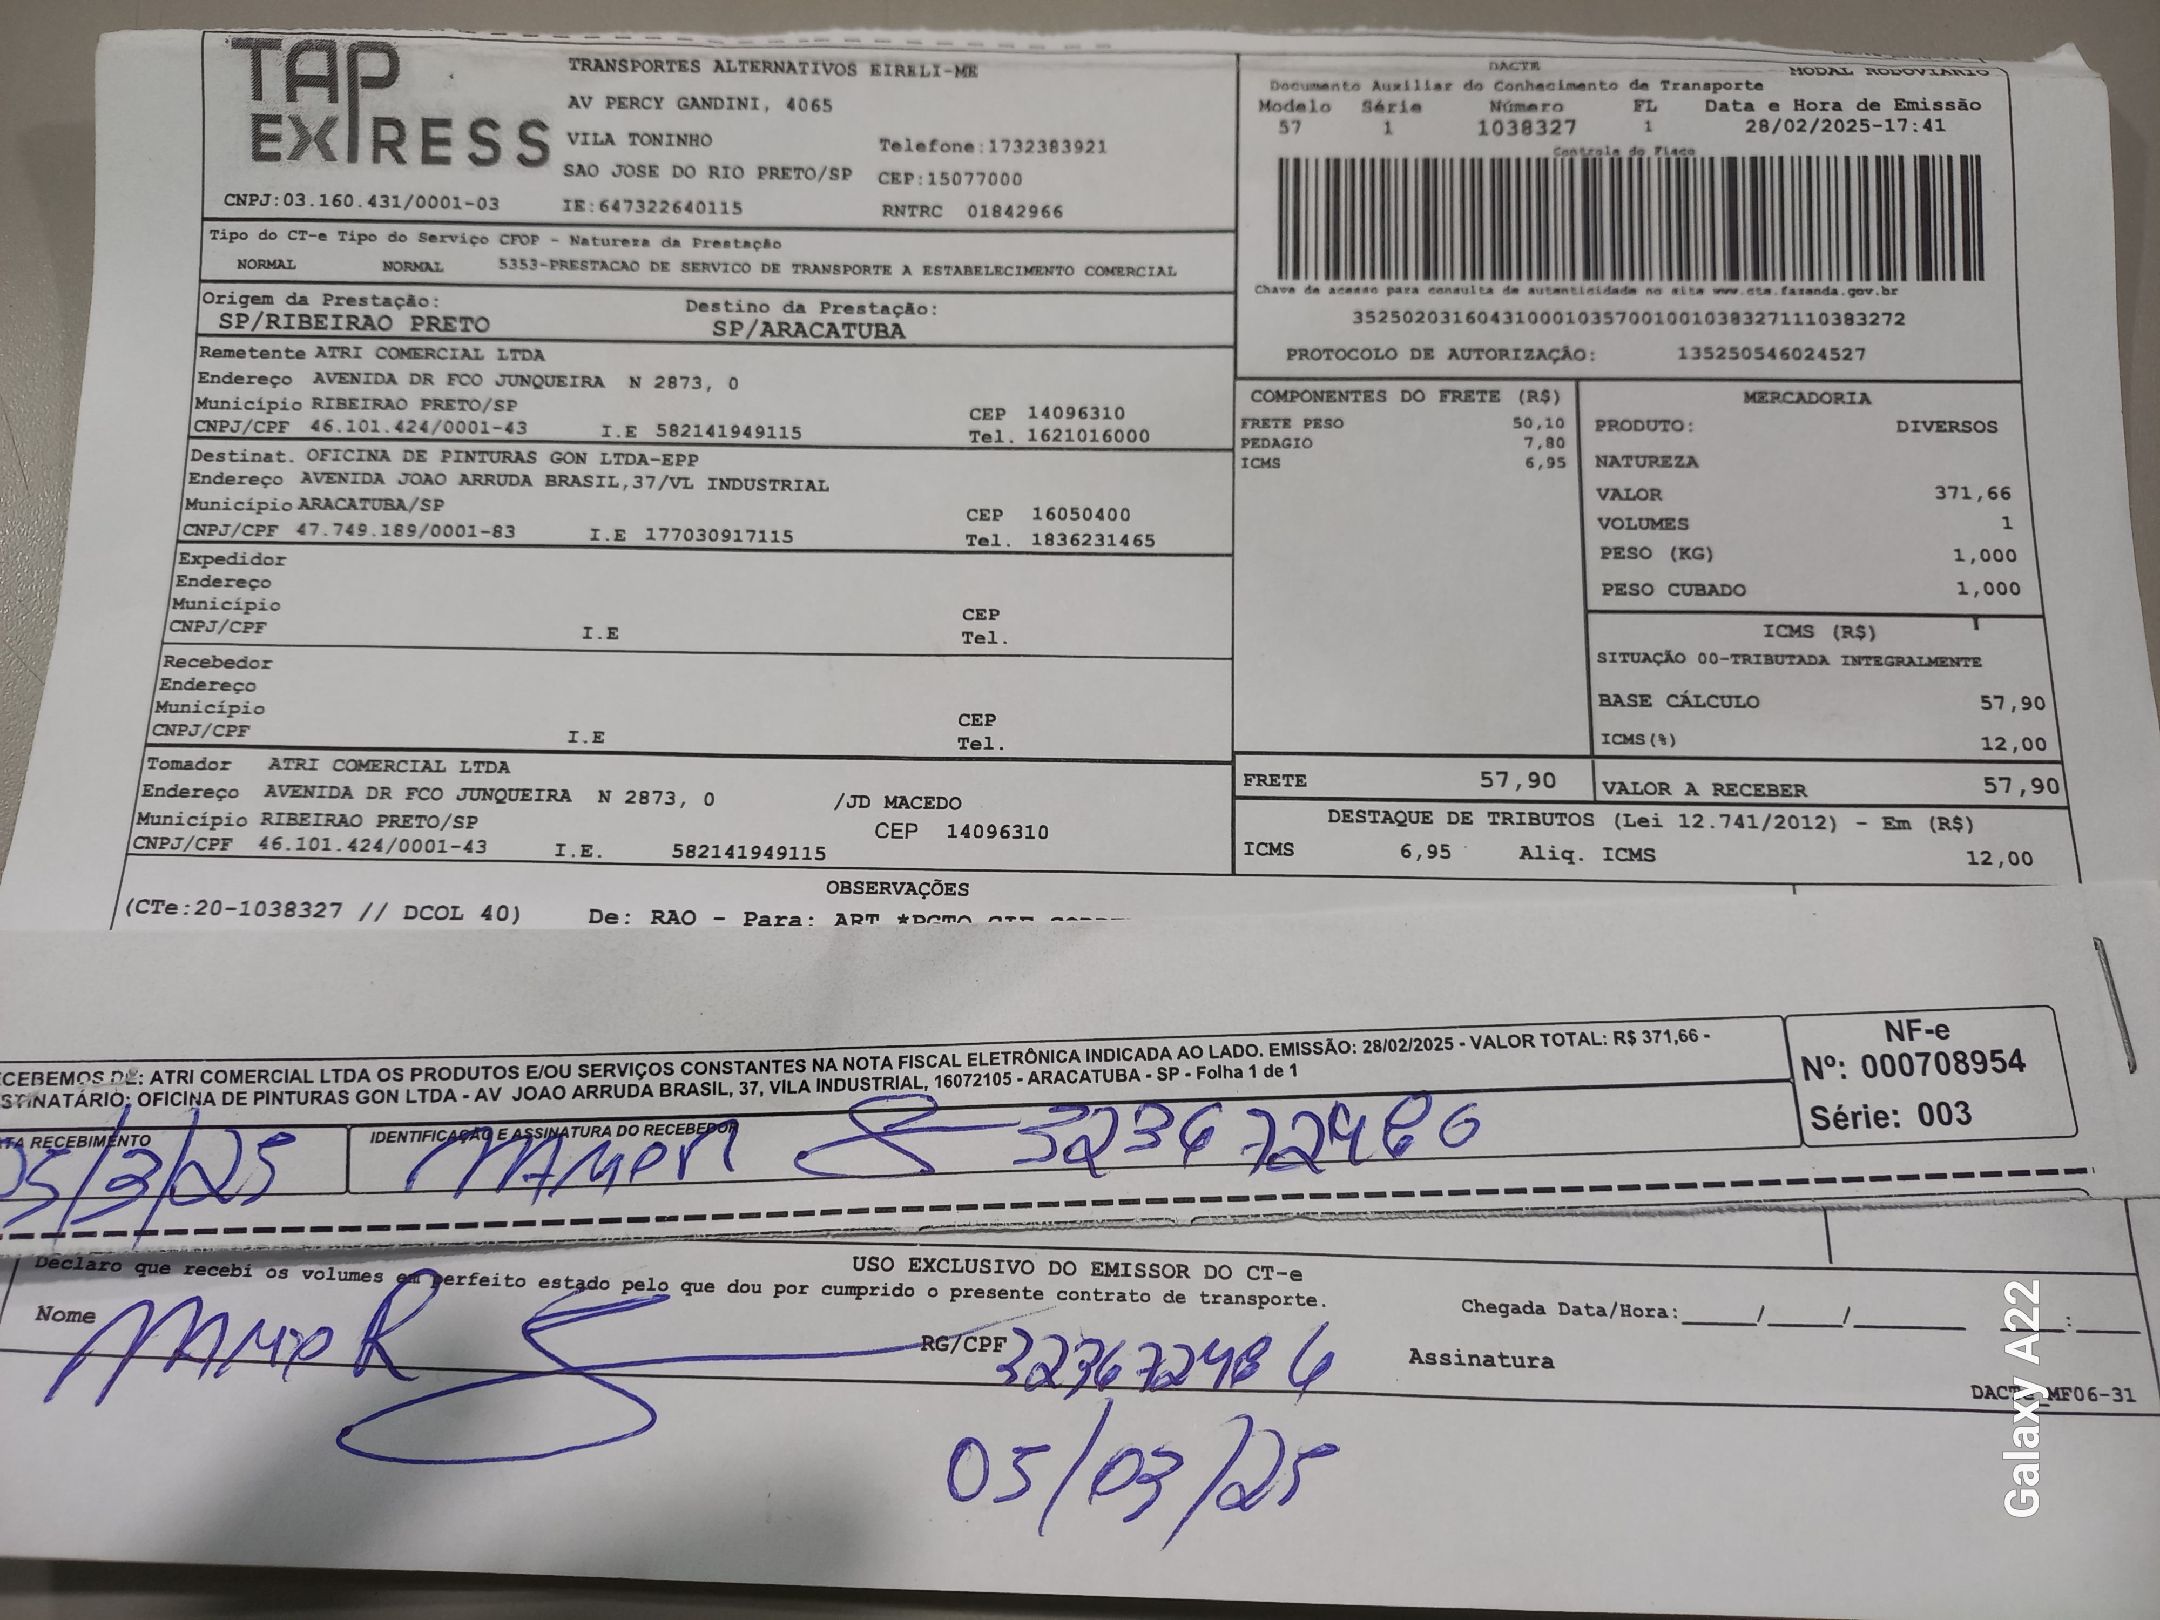 TAP EXPRESS
TRANSPORTES ALTERNATIVOS EIRELI-ME
AV PERCY GANDINI, 4065
VILA TONINHO Telefone:1732383921
SAO JOSE DO RIO PRETO/SP CEP:15077000
CNPJ:03.160.431/0001-03 IE:647322640115 RNTRC 01842966
DACTE MODAL RODOVIARIO
Documento Auxiliar do Conhecimento de Transporte
Modelo Série Número FL Data e Hora de Emissão
57 1 1038327 1 28/02/2025-17:41
Controle do Fisco
Chave de acesso para consulta de autenticidade no site www.cte.fazenda.gov.br
35250203160431000103570010010383271110383272
PROTOCOLO DE AUTORIZAÇÃO: 135250546024527
Tipo do CT-e Tipo do Serviço CFOP - Natureza da Prestação
NORMAL NORMAL 5353-PRESTACAO DE SERVICO DE TRANSPORTE A ESTABELECIMENTO COMERCIAL
Origem da Prestação: Destino da Prestação:
SP/RIBEIRAO PRETO SP/ARACATUBA
Remetente ATRI COMERCIAL LTDA
Endereço AVENIDA DR FCO JUNQUEIRA N 2873, 0
Município RIBEIRAO PRETO/SP CEP 14096310
CNPJ/CPF 46.101.424/0001-43 I.E 582141949115 Tel. 1621016000
Destinat. OFICINA DE PINTURAS GON LTDA-EPP
Endereço AVENIDA JOAO ARRUDA BRASIL,37/VL INDUSTRIAL
Município ARACATUBA/SP CEP 16050400
CNPJ/CPF 47.749.189/0001-83 I.E 177030917115 Tel. 1836231465
Expedidor
Endereço
Município CEP
CNPJ/CPF I.E Tel.
Recebedor
Endereço
Município CEP
CNPJ/CPF I.E Tel.
Tomador ATRI COMERCIAL LTDA
Endereço AVENIDA DR FCO JUNQUEIRA N 2873, 0 /JD MACEDO
Município RIBEIRAO PRETO/SP CEP 14096310
CNPJ/CPF 46.101.424/0001-43 I.E. 582141949115
COMPONENTES DO FRETE (R$)
FRETE PESO 50,10
PEDAGIO 7,80
ICMS 6,95
MERCADORIA
PRODUTO: DIVERSOS
NATUREZA
VALOR 371,66
VOLUMES 1
PESO (KG) 1,000
PESO CUBADO 1,000
ICMS (R$)
SITUAÇÃO 00-TRIBUTADA INTEGRALMENTE
BASE CÁLCULO 57,90
ICMS(%) 12,00
FRETE 57,90 VALOR A RECEBER 57,90
DESTAQUE DE TRIBUTOS (Lei 12.741/2012) - Em (R$)
ICMS 6,95 Aliq. ICMS 12,00
OBSERVAÇÕES
(CTe:20-1038327 // DCOL 40) De: RAO - Para: ART *PGTO CIF
CEBEMOS DE: ATRI COMERCIAL LTDA OS PRODUTOS E/OU SERVIÇOS CONSTANTES NA NOTA FISCAL ELETRÔNICA INDICADA AO LADO. EMISSÃO: 28/02/2025 - VALOR TOTAL: R$ 371,66 -
STINATÁRIO: OFICINA DE PINTURAS GON LTDA - AV JOAO ARRUDA BRASIL, 37, VILA INDUSTRIAL, 16072105 - ARACATUBA - SP - Folha 1 de 1
NF-e
Nº: 000708954
Série: 003
TA RECEBIMENTO IDENTIFICAÇÃO E ASSINATURA DO RECEBEDOR
05/3/25 323672486
USO EXCLUSIVO DO EMISSOR DO CT-e
Declaro que recebi os volumes em perfeito estado pelo que dou por cumprido o presente contrato de transporte.
Nome RG/CPF 323672486
Chegada Data/Hora:_____/_____/_______ ____:____
Assinatura
DACTE_MF06-31
05/03/25
Galaxy A22